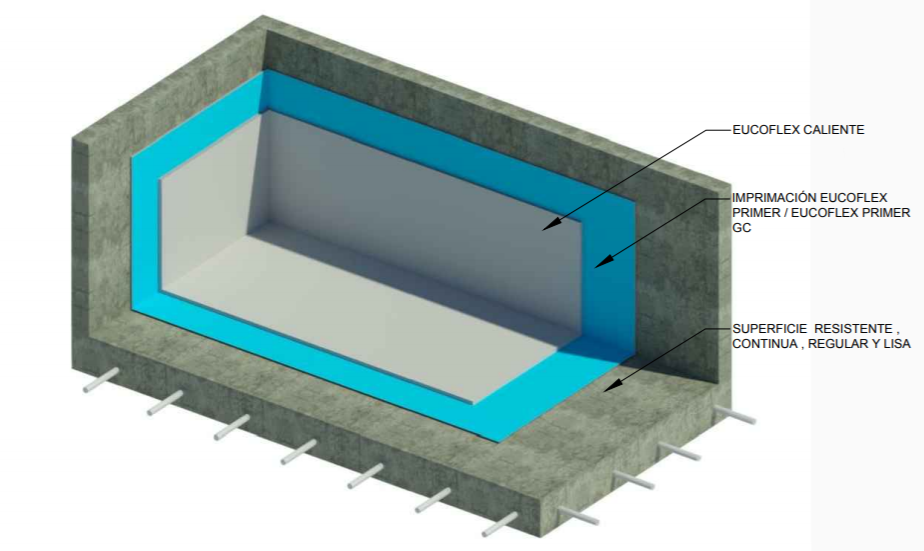 EUCOFLEX CALIENTE
IMPRIMACIÓN EUCOFLEX
PRIMER / EUCOFLEX PRIMER
GC
SUPERFICIE RESISTENTE ,
CONTINUA , REGULAR Y LISA